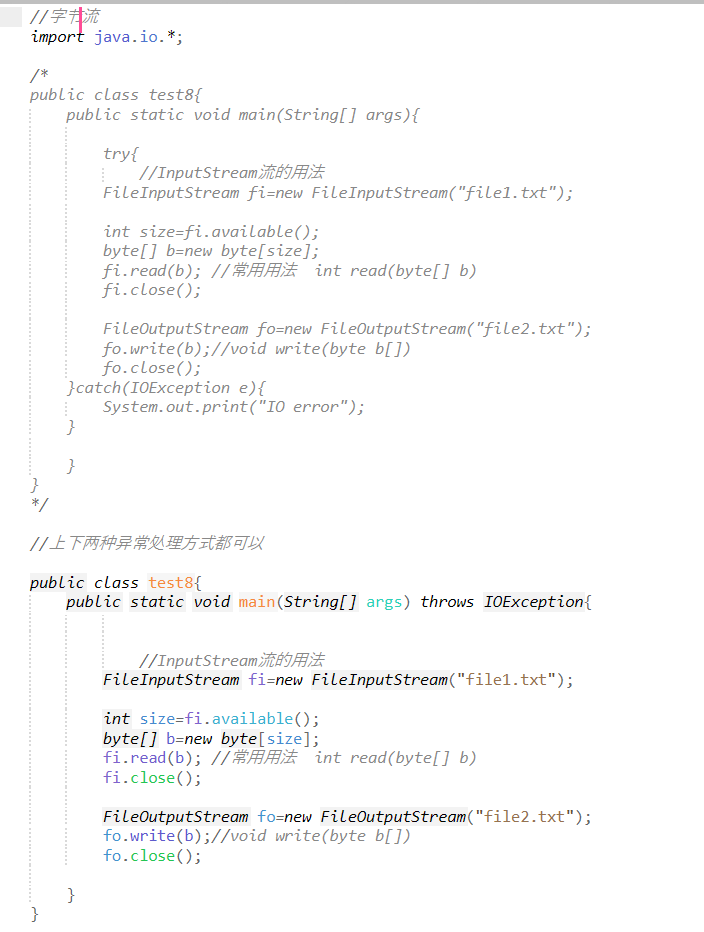 //字节流
import java.io.*;
/*
public class test8{
public static void main(String[] args){
try{
//InputStream流的用法
FileInputStream fi=new FileInputStream("file1.txt");
int size=fi.available();
byte[] b=new byte[size];
fi.read(b); //常用用法  int read(byte[] b)
fi.close();
FileOutputStream fo=new FileOutputStream("file2.txt");
fo.write(b);//void write(byte b[])
fo.close();
}catch(IOException e){
System.out.print("IO error");
}
}
}
*/
//上下两种异常处理方式都可以
public class test8{
public static void main(String[] args) throws IOException{
//InputStream流的用法
FileInputStream fi=new FileInputStream("file1.txt");
int size=fi.available();
byte[] b=new byte[size];
fi.read(b); //常用用法  int read(byte[] b)
fi.close();
FileOutputStream fo=new FileOutputStream("file2.txt");
fo.write(b);//void write(byte b[])
fo.close();
}
}